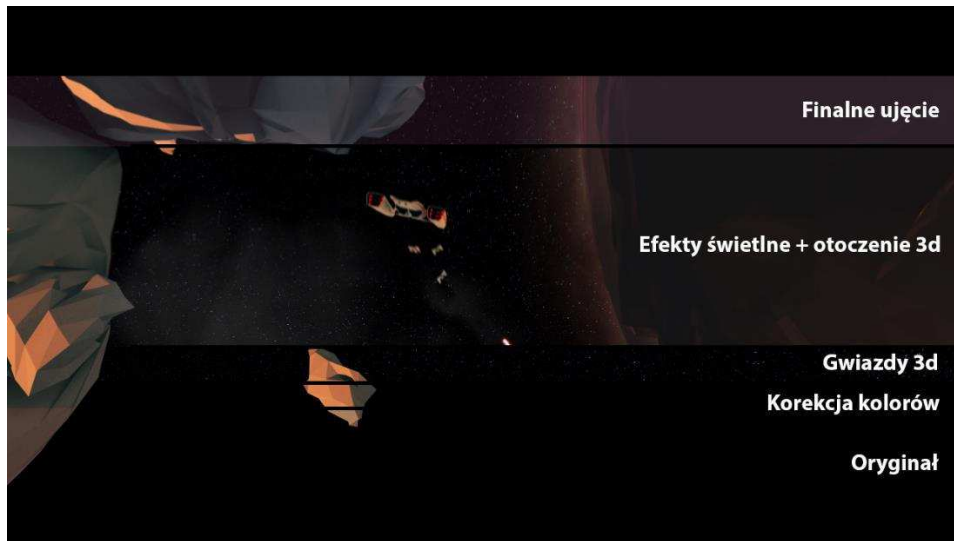 Finalne ujęcie
Efekty świetlne + otoczenie 3d
Gwiazdy 3d
Korekcja kolorów
Oryginał